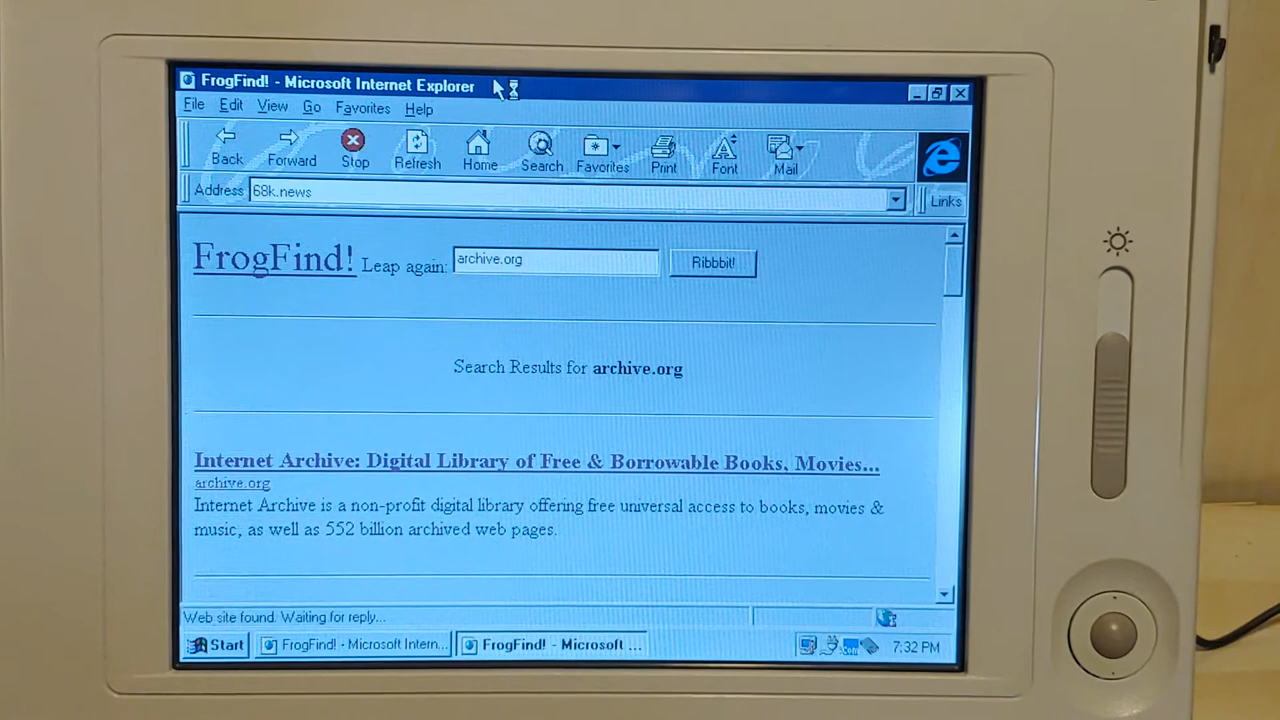 FrogFind! - Microsoft Internet Explorer
File Edit View Go Favorites Help
Back Forward Stop Refresh Home Search Favorites Print Font Mail
Address 68k.news Links
FrogFind! Leap again: archive.org Ribbbit!
Search Results for archive.org
Internet Archive: Digital Library of Free & Borrowable Books, Movies...
archive.org
Internet Archive is a non-profit digital library offering free universal access to books, movies &
music, as well as 552 billion archived web pages.
Web site found. Waiting for reply...
Start FrogFind! - Microsoft Intern... FrogFind! - Microsoft ... 7:32 PM